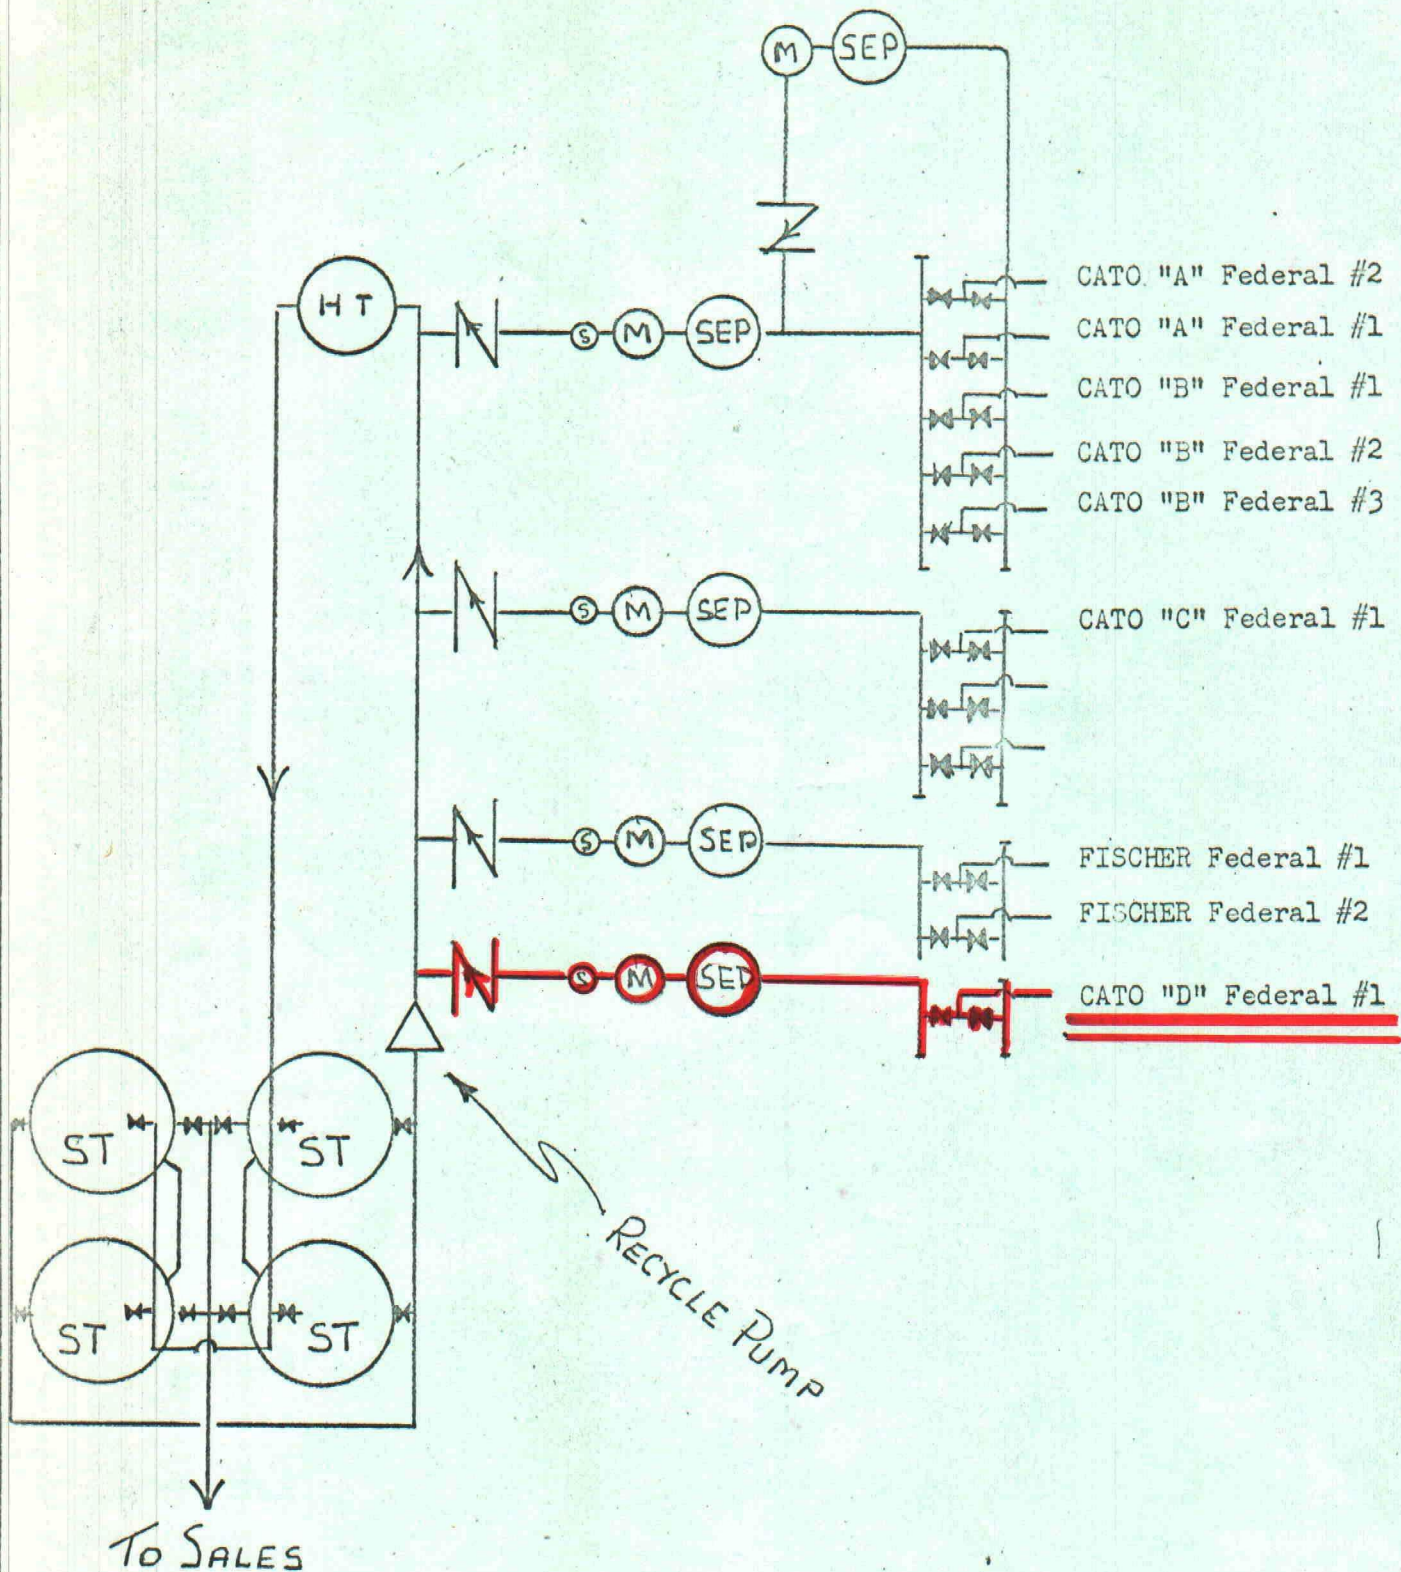 M SEP
CATO "A" Federal #2
HT S M SEP CATO "A" Federal #1
CATO "B" Federal #1
CATO "B" Federal #2
CATO "B" Federal #3
S M SEP CATO "C" Federal #1
S M SEP FISCHER Federal #1
FISCHER Federal #2
S M SEP CATO "D" Federal #1
ST ST
RECYCLE PUMP
ST ST
TO SALES